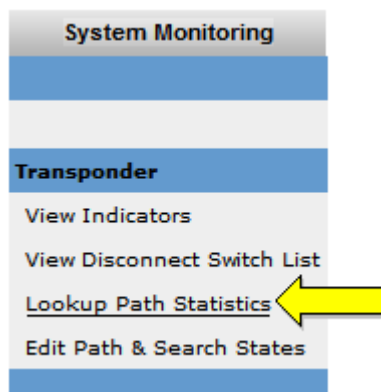 System Monitoring
Transponder
View Indicators
View Disconnect Switch List
Lookup Path Statistics
Edit Path & Search States